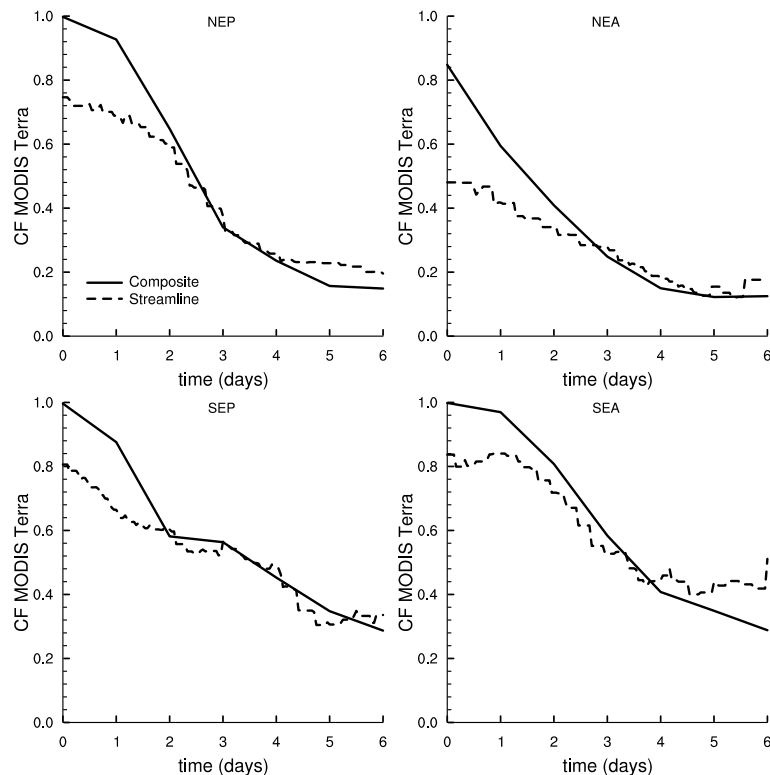 NEP
1.0
0.8
0.6
0.4
0.2
0.0
CF MODIS Terra
Composite
Streamline
0 1 2 3 4 5 6
time (days)
NEA
1.0
0.8
0.6
0.4
0.2
0.0
CF MODIS Terra
0 1 2 3 4 5 6
time (days)
SEP
1.0
0.8
0.6
0.4
0.2
0.0
CF MODIS Terra
0 1 2 3 4 5 6
time (days)
SEA
1.0
0.8
0.6
0.4
0.2
0.0
CF MODIS Terra
0 1 2 3 4 5 6
time (days)